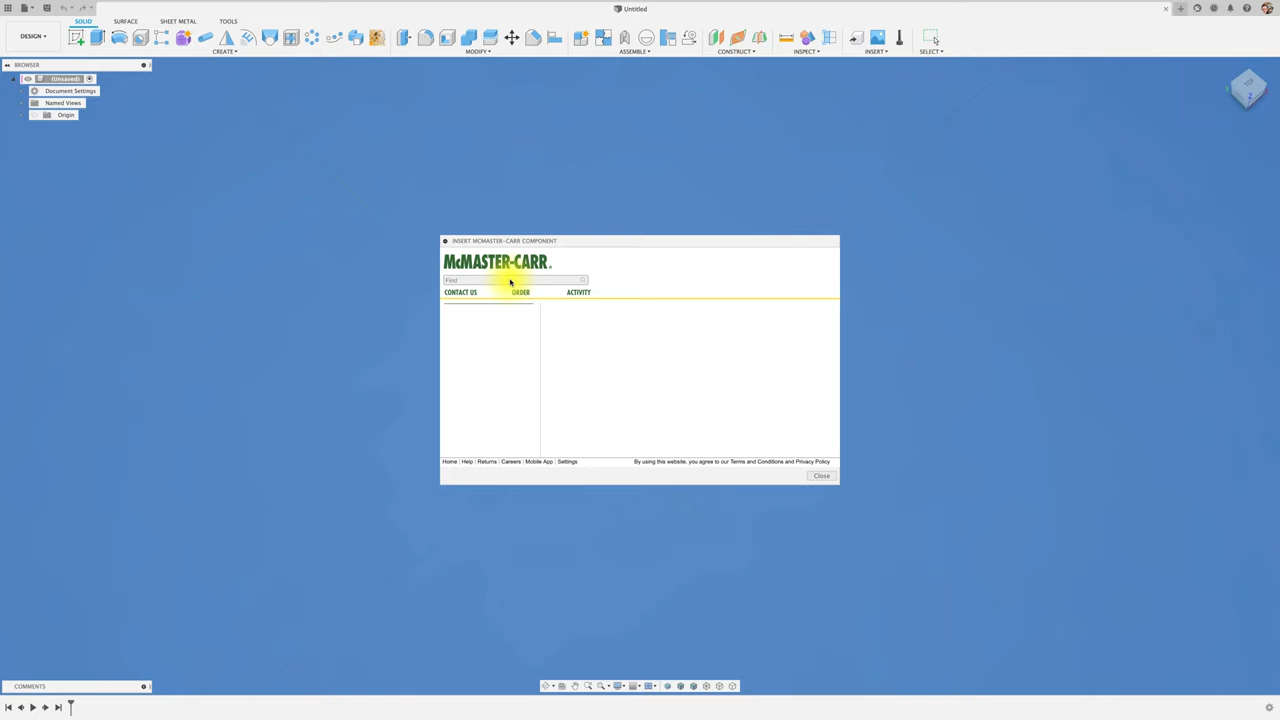 Untitled
DESIGN
SOLID
SURFACE
SHEET METAL
TOOLS
CREATE
MODIFY
ASSEMBLE
CONSTRUCT
INSPECT
INSERT
SELECT
BROWSER
(Unsaved)
Document Settings
Named Views
Origin
INSERT MCMASTER-CARR COMPONENT
McMASTER-CARR
Find
CONTACT US
ORDER
ACTIVITY
Home | Help | Returns | Careers | Mobile App | Settings
By using this website, you agree to our Terms and Conditions and Privacy Policy
Close
COMMENTS